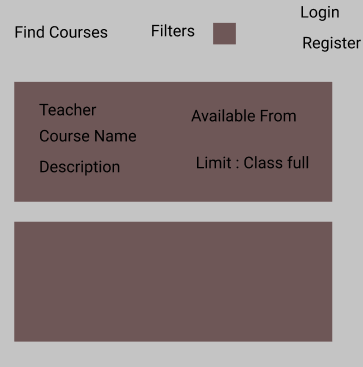 Login
Find Courses
Filters
Register
Teacher
Available From
Course Name
Description
Limit : Class full